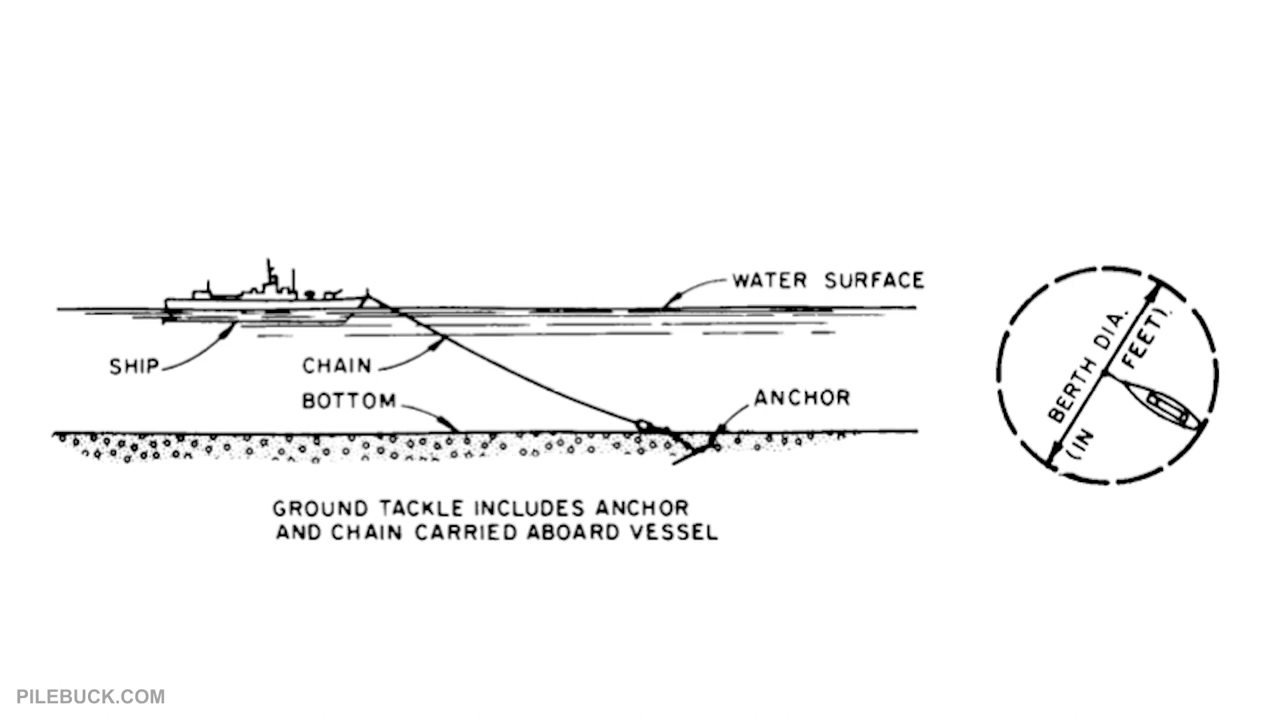 WATER SURFACE
SHIP
CHAIN
BOTTOM
ANCHOR
GROUND TACKLE INCLUDES ANCHOR
AND CHAIN CARRIED ABOARD VESSEL
BERTH DIA.
(IN FEET)
PILEBUCK.COM